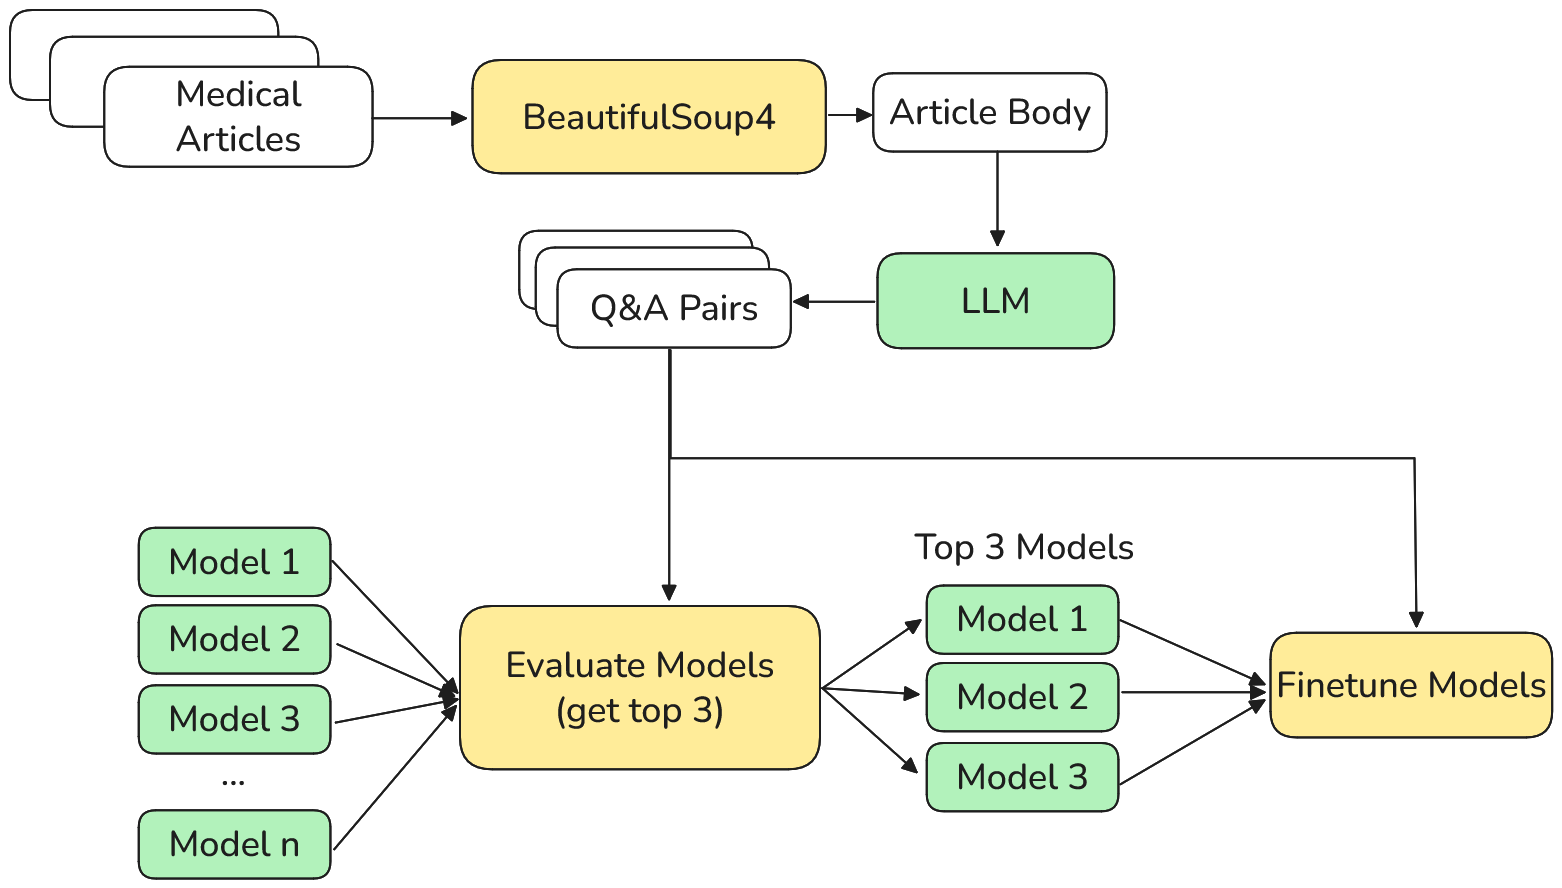 Medical
Articles
BeautifulSoup4
Article Body
Q&A Pairs
LLM
Model 1
Model 2
Model 3
...
Model n
Evaluate Models
(get top 3)
Top 3 Models
Model 1
Model 2
Model 3
Finetune Models